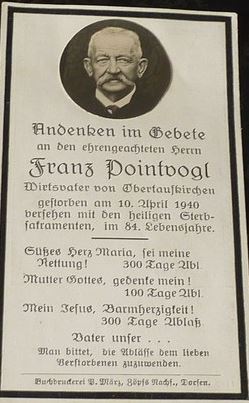 Andenken im Gebete
an den ehrengeachteten Herrn
Franz Pointvogl
Wirtsvater von Obertaufkirchen
gestorben am 10. April 1940
versehen mit den heiligen Sterb-
sakramenten, im 84. Lebensjahre.
Süßes Herz Mariä, sei meine
Rettung! 300 Tage Abl.
Mutter Gottes, gedenke mein!
100 Tage Abl.
Mein Jesus, Barmherzigkeit!
300 Tage Ablaß
Vater unser . . .
Man bittet, die Ablässe dem lieben
Verstorbenen zuzuwenden.
Buchdruckerei P. März, Zöpfs Nachf., Dorfen.